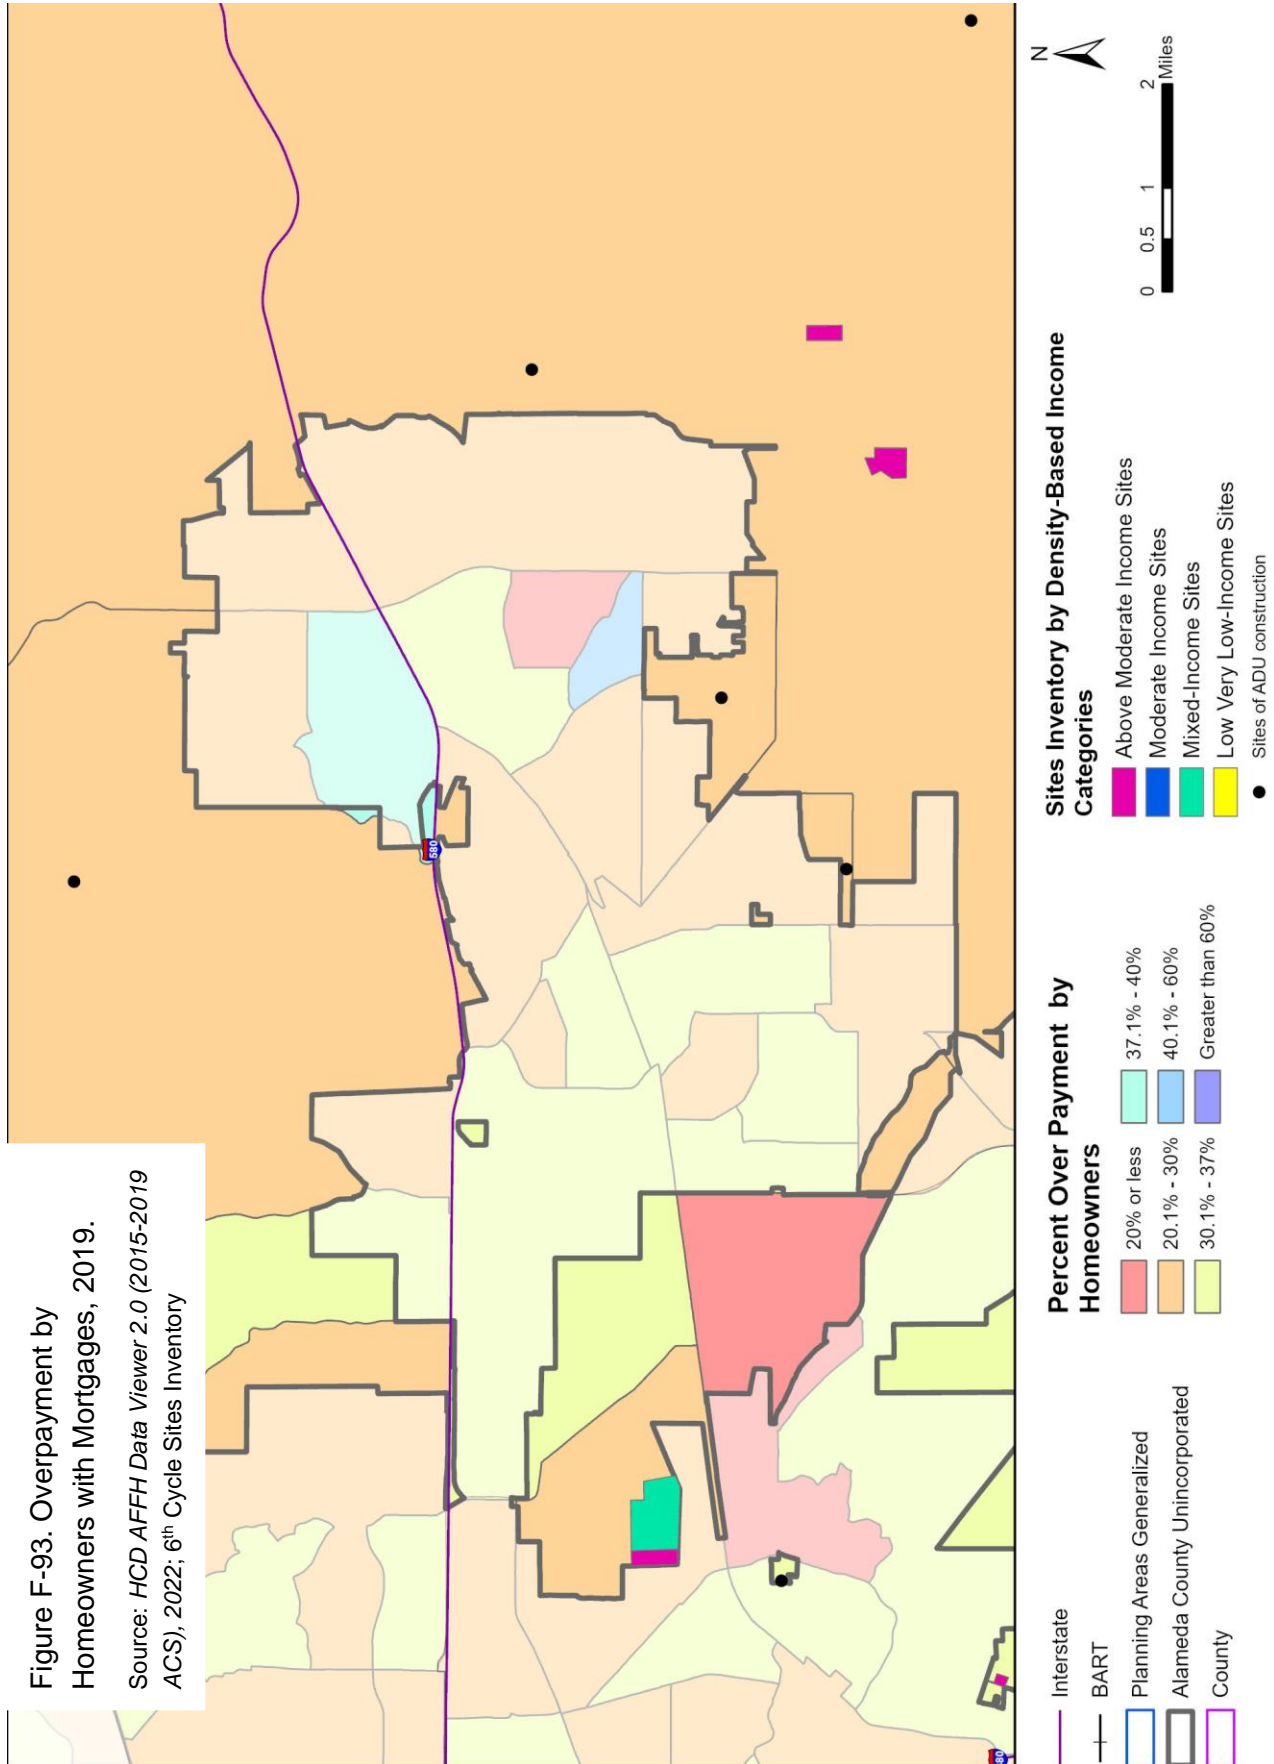 Figure F-93. Overpayment by
Homeowners with Mortgages, 2019.
Source: HCD AFFH Data Viewer 2.0 (2015-2019
ACS), 2022; 6th Cycle Sites Inventory
580
80
Interstate
BART
Planning Areas Generalized
Alameda County Unincorporated
County
Percent Over Payment by
Homeowners
20% or less
20.1% - 30%
30.1% - 37%
37.1% - 40%
40.1% - 60%
Greater than 60%
Sites Inventory by Density-Based Income
Categories
Above Moderate Income Sites
Moderate Income Sites
Mixed-Income Sites
Low Very Low-Income Sites
Sites of ADU construction
N
0 0.5 1 2
Miles